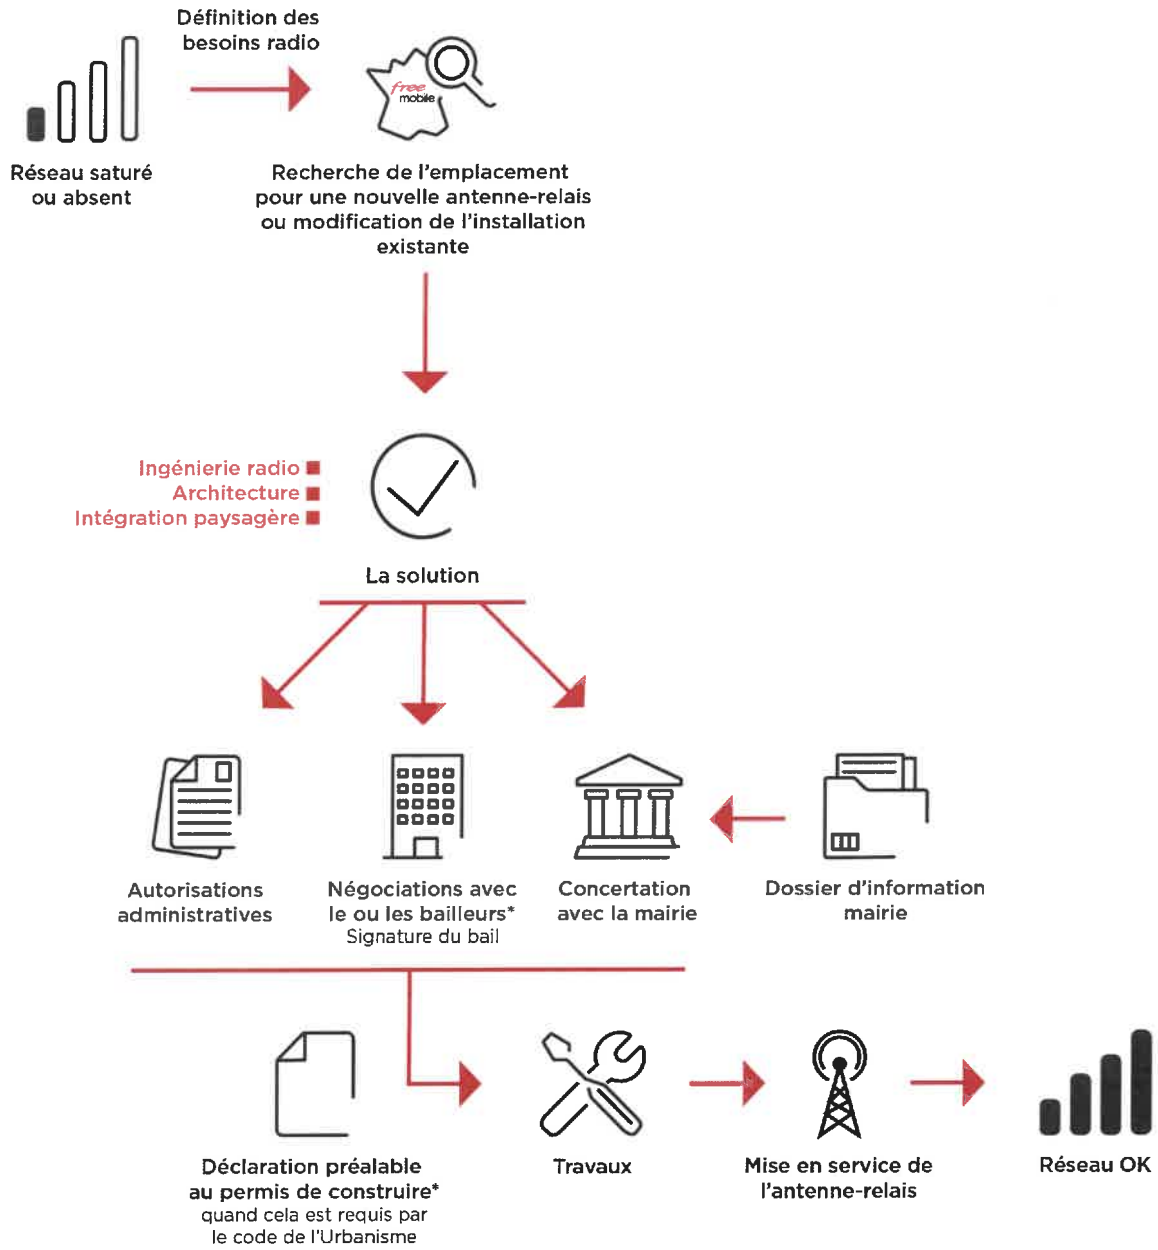 Définition des
besoins radio
free
mobile
Réseau saturé
ou absent
Recherche de l'emplacement
pour une nouvelle antenne-relais
ou modification de l'installation
existante
Ingénierie radio
Architecture
Intégration paysagère
La solution
Autorisations
administratives
Négociations avec
le ou les bailleurs*
Signature du bail
Concertation
avec la mairie
Dossier d'information
mairie
Déclaration préalable
au permis de construire*
quand cela est requis par
le code de l'Urbanisme
Travaux
Mise en service de
l'antenne-relais
Réseau OK